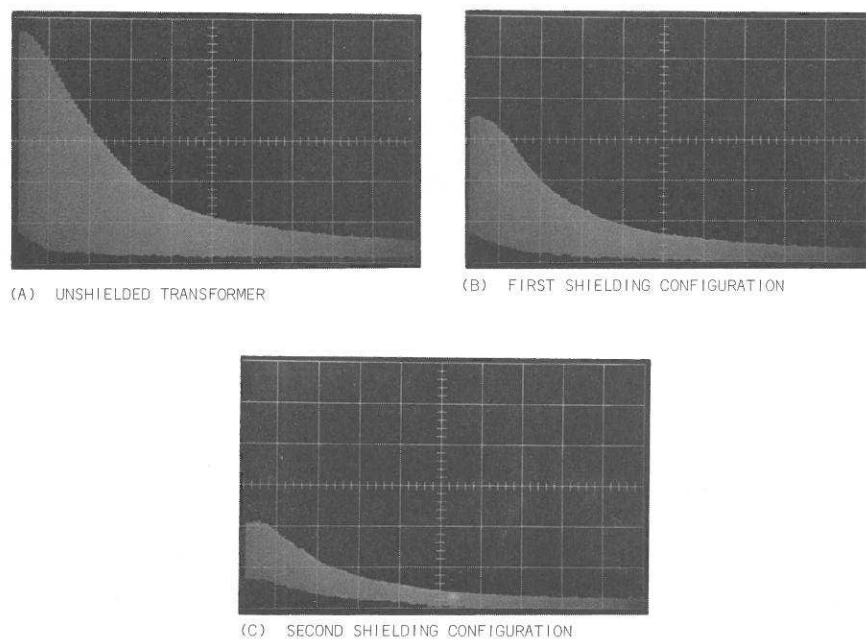 (A) UNSHIELDED TRANSFORMER
(B) FIRST SHIELDING CONFIGURATION
(C) SECOND SHIELDING CONFIGURATION